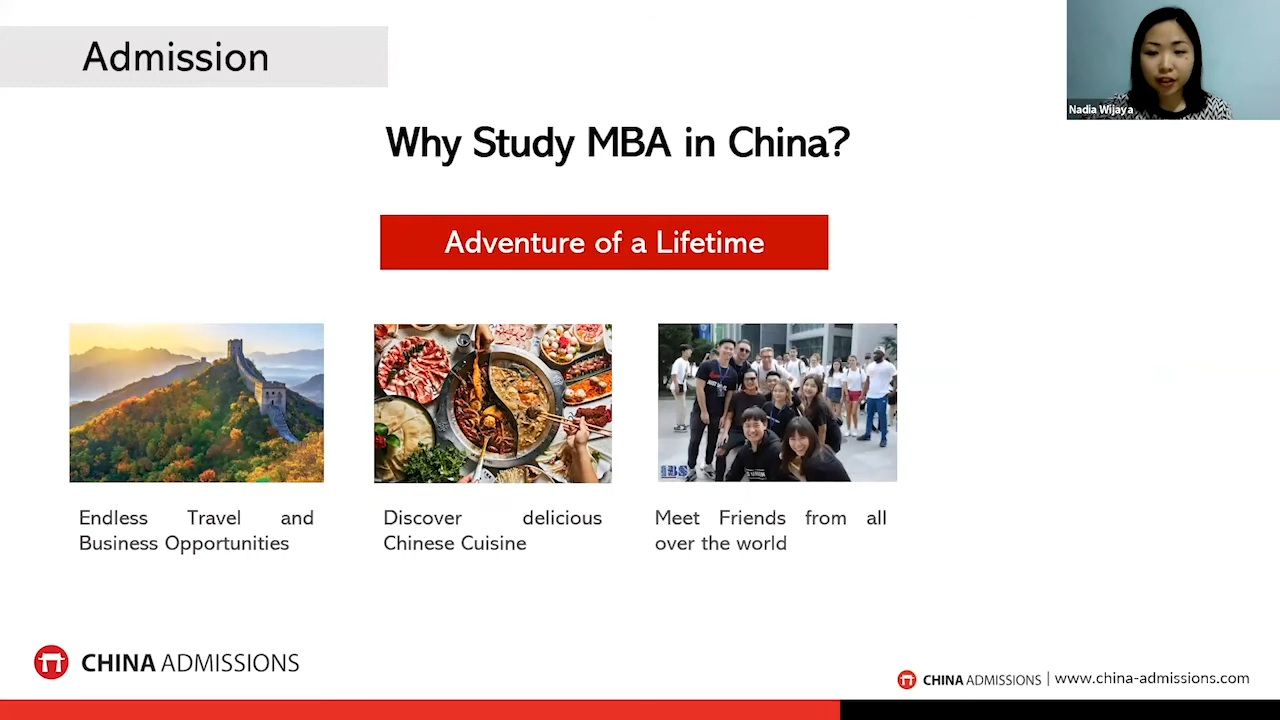 Admission
Nadia Wijaya
Why Study MBA in China?
Adventure of a Lifetime
IBS
Endless Travel and
Business Opportunities
Discover delicious
Chinese Cuisine
Meet Friends from all
over the world
CHINA ADMISSIONS
CHINA ADMISSIONS | www.china-admissions.com